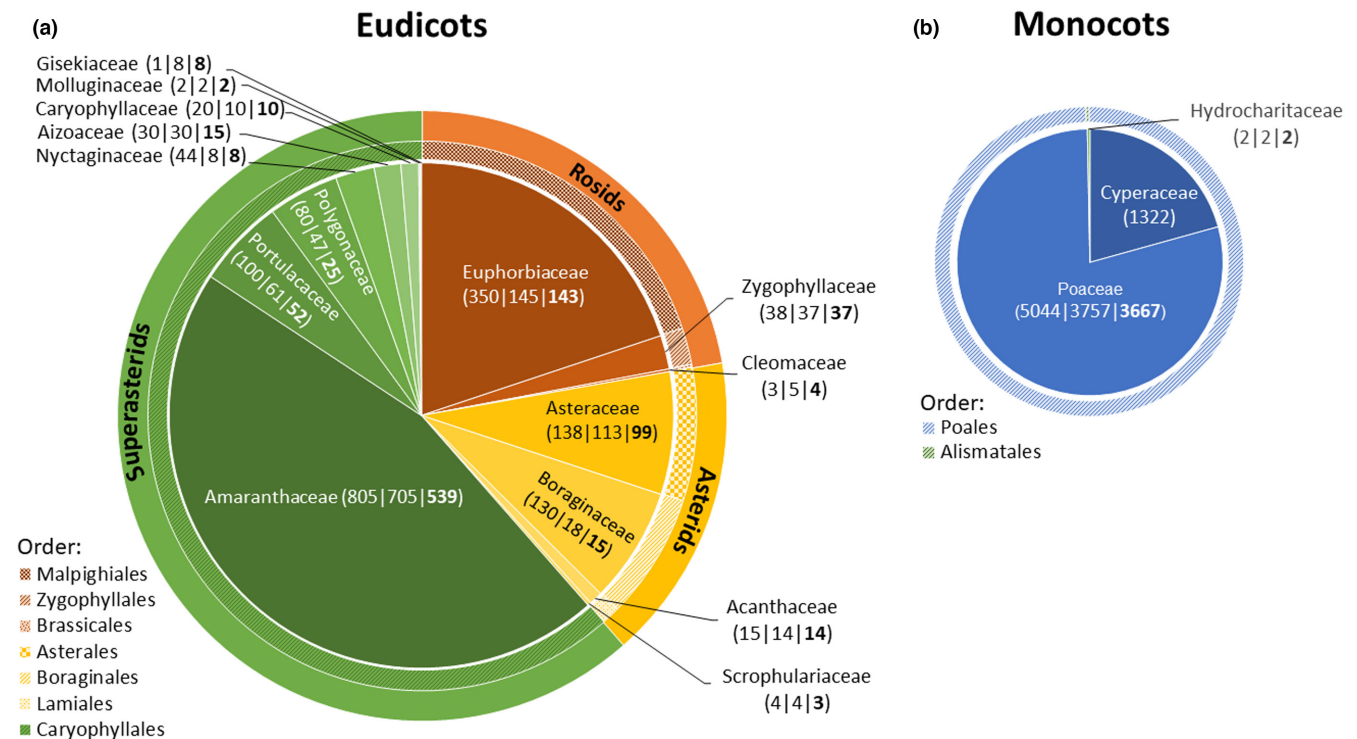 (a)
Eudicots
Gisekiaceae (1|8|8)
Molluginaceae (2|2|2)
Caryophyllaceae (20|10|10)
Aizoaceae (30|30|15)
Nyctaginaceae (44|8|8)
Polygonaceae
(80|47|25)
Portulacaceae
(100|61|52)
Superasterids
Amaranthaceae (805|705|539)
Rosids
Euphorbiaceae
(350|145|143)
Zygophyllaceae
(38|37|37)
Cleomaceae
(3|5|4)
Asteraceae
(138|113|99)
Boraginaceae
(130|18|15)
Asterids
Acanthaceae
(15|14|14)
Scrophulariaceae
(4|4|3)
Order:
Malpighiales
Zygophyllales
Brassicales
Asterales
Boraginales
Lamiales
Caryophyllales
(b)
Monocots
Hydrocharitaceae
(2|2|2)
Cyperaceae
(1322)
Poaceae
(5044|3757|3667)
Order:
Poales
Alismatales